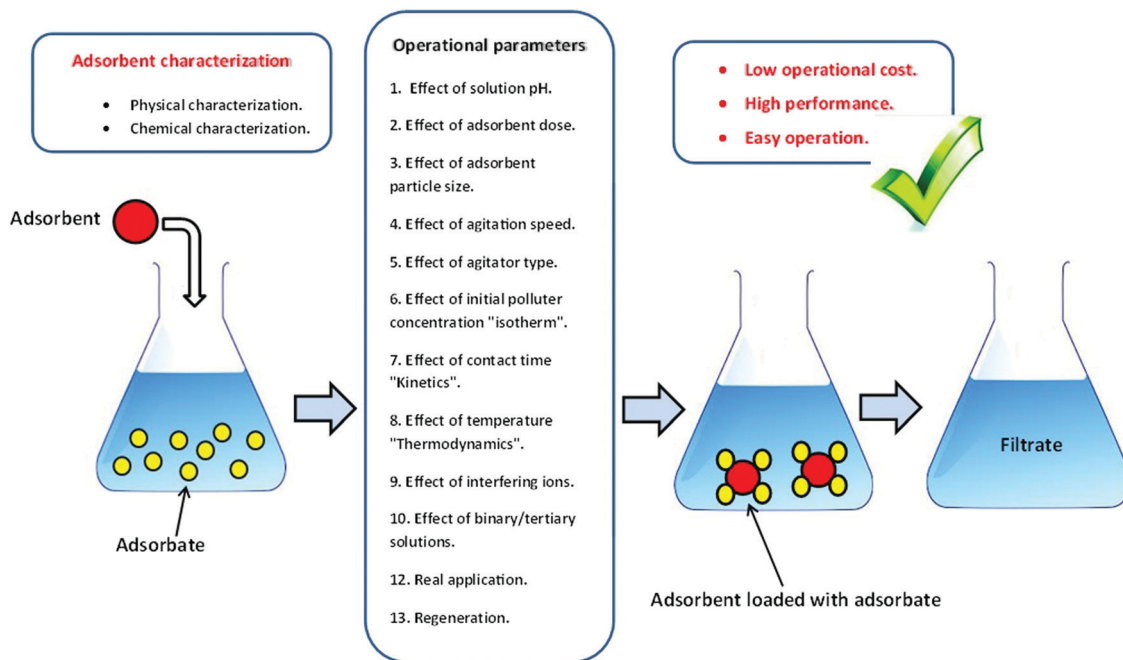 Adsorbent characterization
• Physical characterization.
• Chemical characterization.
Adsorbent
Adsorbate
Operational parameters
1. Effect of solution pH.
2. Effect of adsorbent dose.
3. Effect of adsorbent
particle size.
4. Effect of agitation speed.
5. Effect of agitator type.
6. Effect of initial polluter
concentration "isotherm".
7. Effect of contact time
"Kinetics".
8. Effect of temperature
"Thermodynamics".
9. Effect of interfering ions.
10. Effect of binary/tertiary
solutions.
12. Real application.
13. Regeneration.
• Low operational cost.
• High performance.
• Easy operation.
Adsorbent loaded with adsorbate
Filtrate